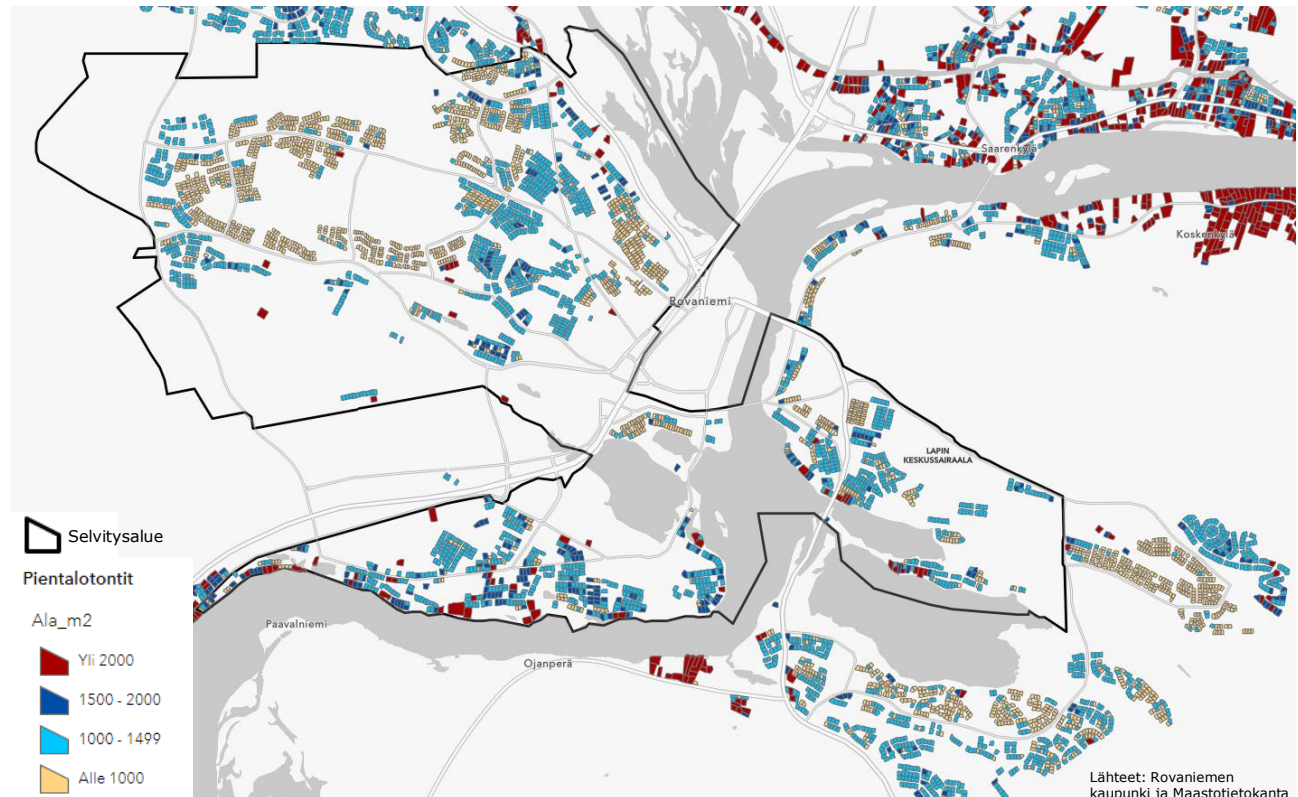 Saarenkylä
Koskenkylä
Rovaniemi
LAPIN
KESKUSSAIRAALA
Selvitysalue
Pientalotontit
Ala_m2
Yli 2000
1500 - 2000
1000 - 1499
Alle 1000
Paavalniemi
Ojanperä
Lähteet: Rovaniemen
kaupunki ja Maastotietokanta